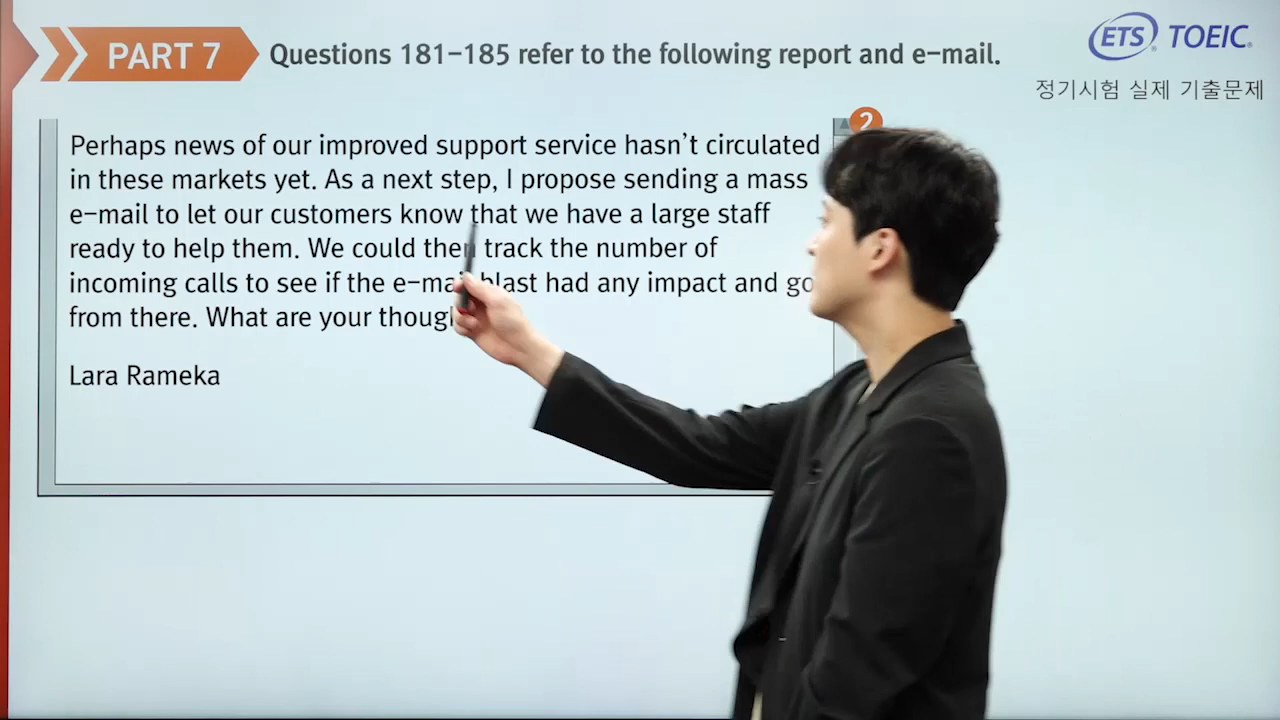 PART 7
Questions 181-185 refer to the following report and e-mail.
ETS TOEIC
정기시험 실제 기출문제
2
Perhaps news of our improved support service hasn't circulated
in these markets yet. As a next step, I propose sending a mass
e-mail to let our customers know that we have a large staff
ready to help them. We could then track the number of
incoming calls to see if the e-mail blast had any impact and go
from there. What are your
Lara Rameka